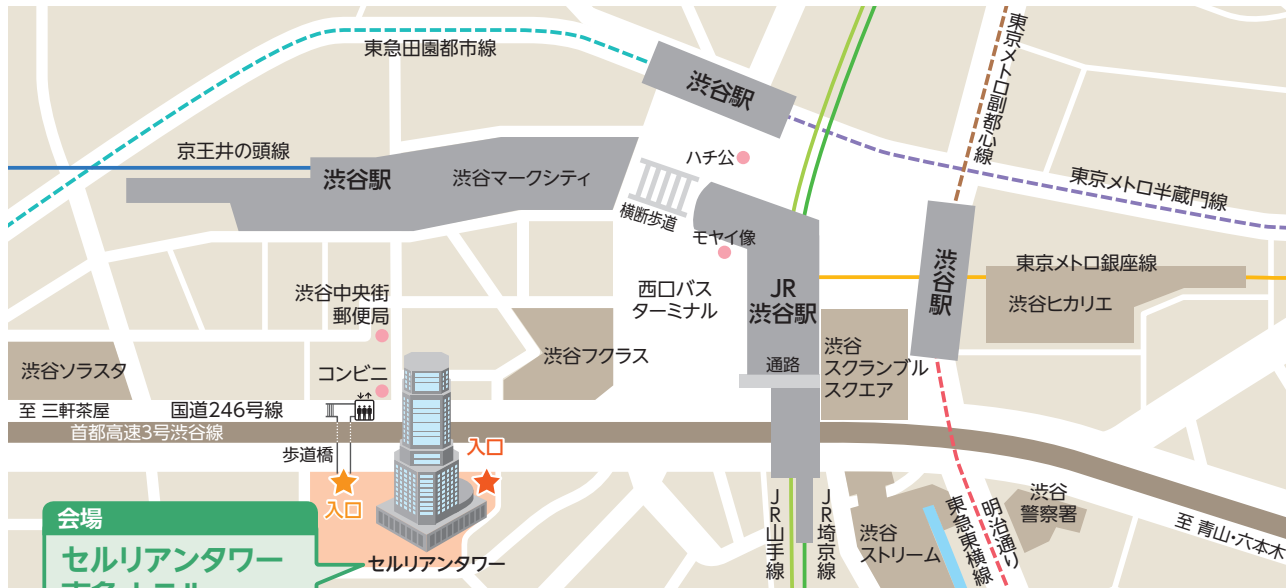 東急田園都市線
渋谷駅
東京メトロ副都心線
京王井の頭線
渋谷駅
渋谷マークシティ
ハチ公
横断歩道
モヤイ像
東京メトロ半蔵門線
渋谷駅
東京メトロ銀座線
渋谷ヒカリエ
渋谷中央街
郵便局
西口バス
ターミナル
JR
渋谷駅
渋谷ソラスタ
コンビニ
渋谷フクラス
通路
渋谷
スクランブル
スクエア
至 三軒茶屋
国道246号線
首都高速3号渋谷線
歩道橋
入口
入口
会場
セルリアンタワー
東急ホテル
セルリアンタワー
JR山手線
JR埼京線
渋谷
ストリーム
東急東横線
明治通り
渋谷
警察署
至 青山・六本木